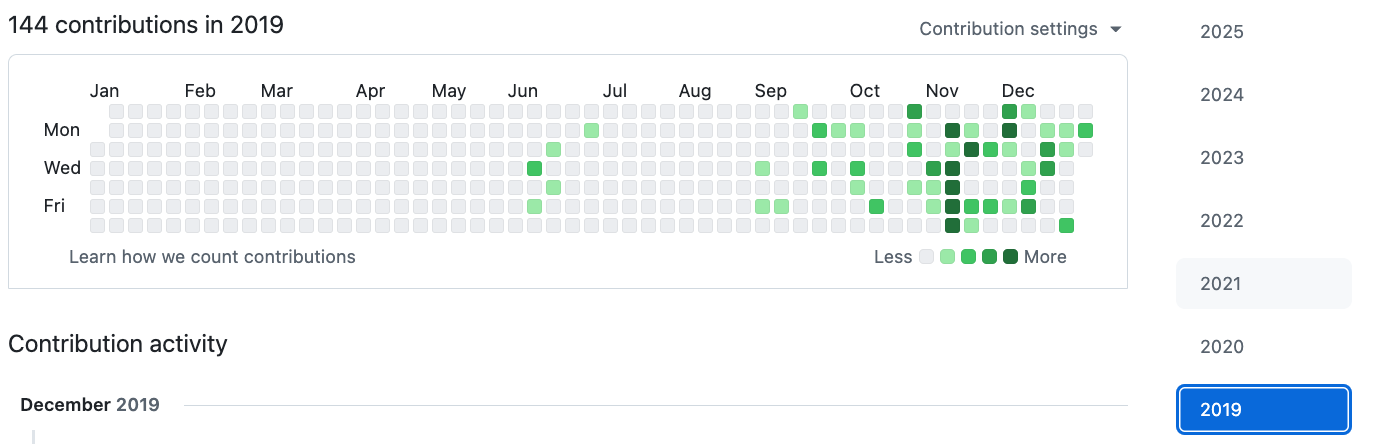 144 contributions in 2019
Contribution settings
Jan Feb Mar Apr May Jun Jul Aug Sep Oct Nov Dec
Mon
Wed
Fri
Learn how we count contributions
Less More
Contribution activity
December 2019
2025
2024
2023
2022
2021
2020
2019